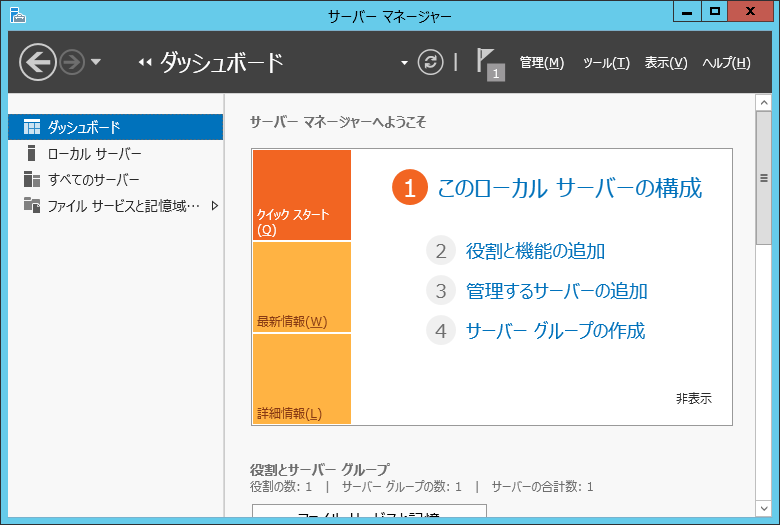 サーバー マネージャー
ダッシュボード
1
管理(M)
ツール(T)
表示(V)
ヘルプ(H)
ダッシュボード
ローカル サーバー
すべてのサーバー
ファイル サービスと記憶域…
サーバー マネージャーへようこそ
クイック スタート
(Q)
最新情報(W)
詳細情報(L)
1 このローカル サーバーの構成
2 役割と機能の追加
3 管理するサーバーの追加
4 サーバー グループの作成
非表示
役割とサーバー グループ
役割の数: 1 | サーバー グループの数: 1 | サーバーの合計数: 1